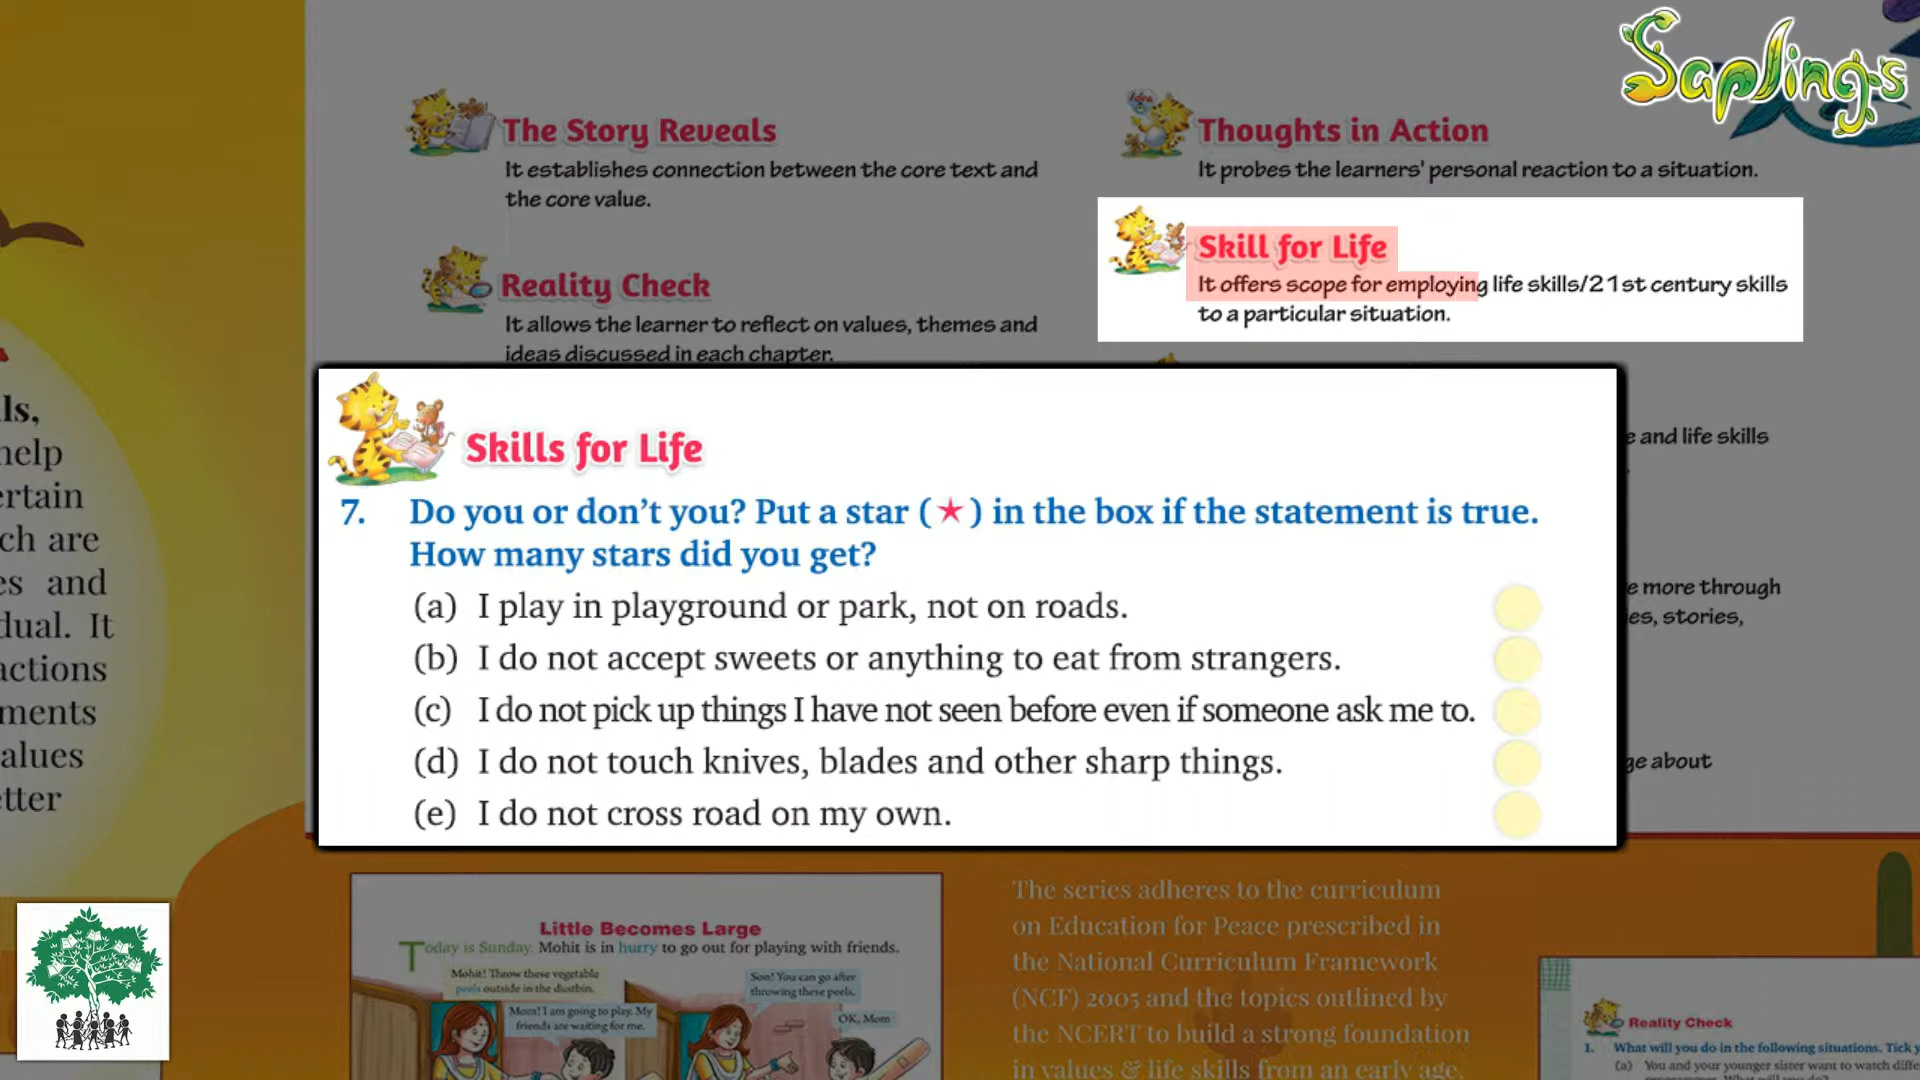 Saplings
The Story Reveals
It establishes connection between the core text and
the core value.
Thoughts in Action
It probes the learners' personal reaction to a situation.
Reality Check
It allows the learner to reflect on values, themes and
ideas discussed in each chapter.
Skill for Life
It offers scope for employing life skills/21st century skills
to a particular situation.
Skills for Life
7. Do you or don't you? Put a star (★) in the box if the statement is true.
How many stars did you get?
(a) I play in playground or park, not on roads.
(b) I do not accept sweets or anything to eat from strangers.
(c) I do not pick up things I have not seen before even if someone ask me to.
(d) I do not touch knives, blades and other sharp things.
(e) I do not cross road on my own.
e and life skills
e more through
es, stories,
ge about
ls,
help
ertain
ch are
es and
dual. It
actions
ments
alues
etter
Little Becomes Large
Today is Sunday. Mohit is in hurry to go out for playing with friends.
Mohit! Throw these vegetable
peels outside in the dustbin.
Mom! I am going to play. My
friends are waiting for me.
Son! You can go after
throwing these peels.
OK, Mom
The series adheres to the curriculum
on Education for Peace prescribed in
the National Curriculum Framework
(NCF) 2005 and the topics outlined by
the NCERT to build a strong foundation
in values & life skills from an early age.
Reality Check
1. What will you do in the following situations. Tick
(a) You and your younger sister want to watch